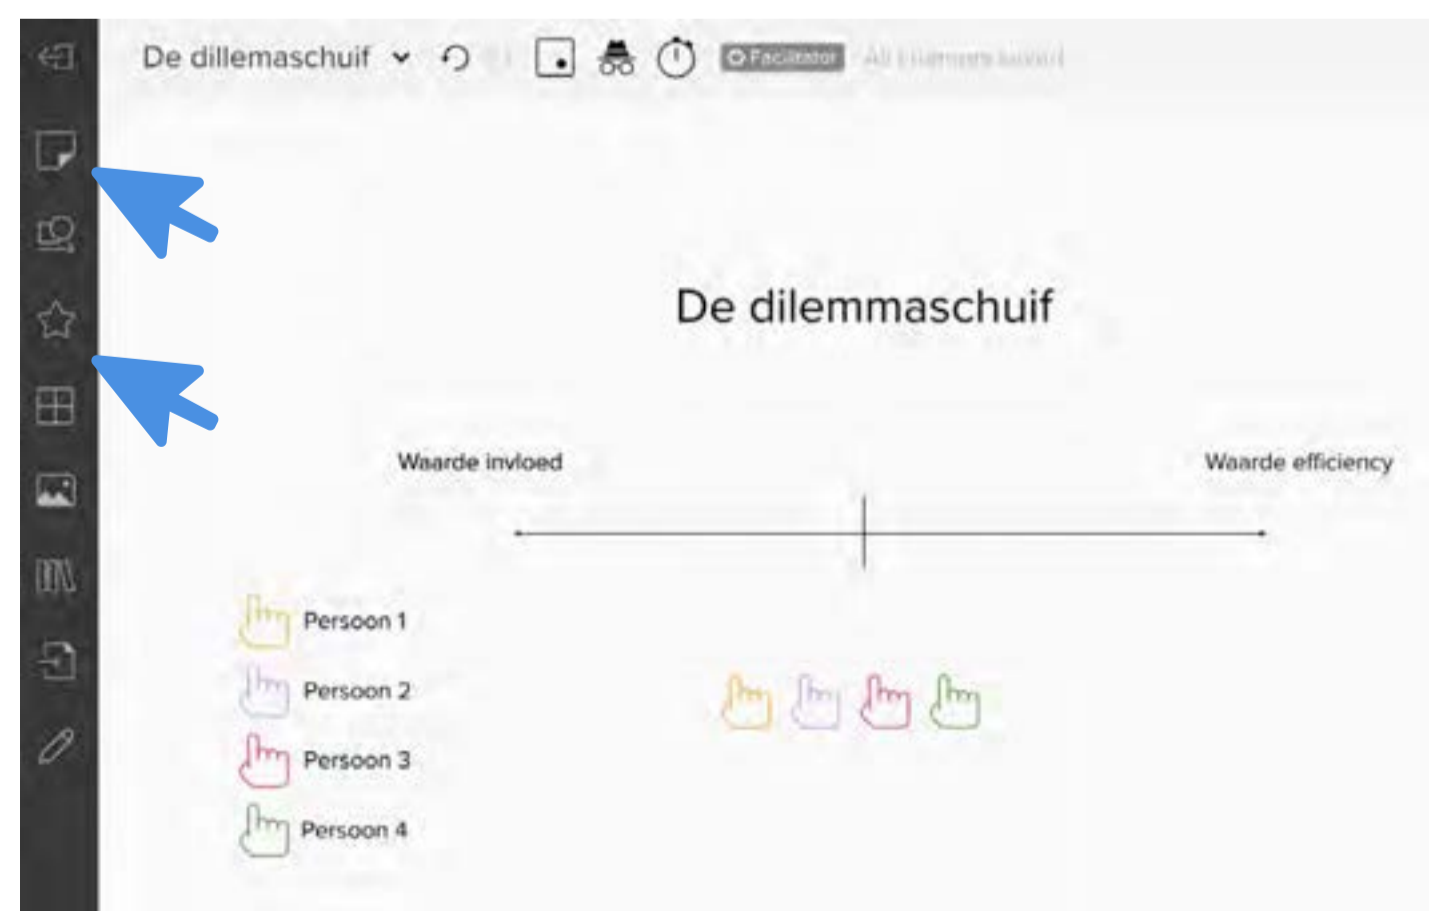 De dillemaschuif
Facilitator
De dilemmaschuif
Waarde invloed
Waarde efficiency
Persoon 1
Persoon 2
Persoon 3
Persoon 4